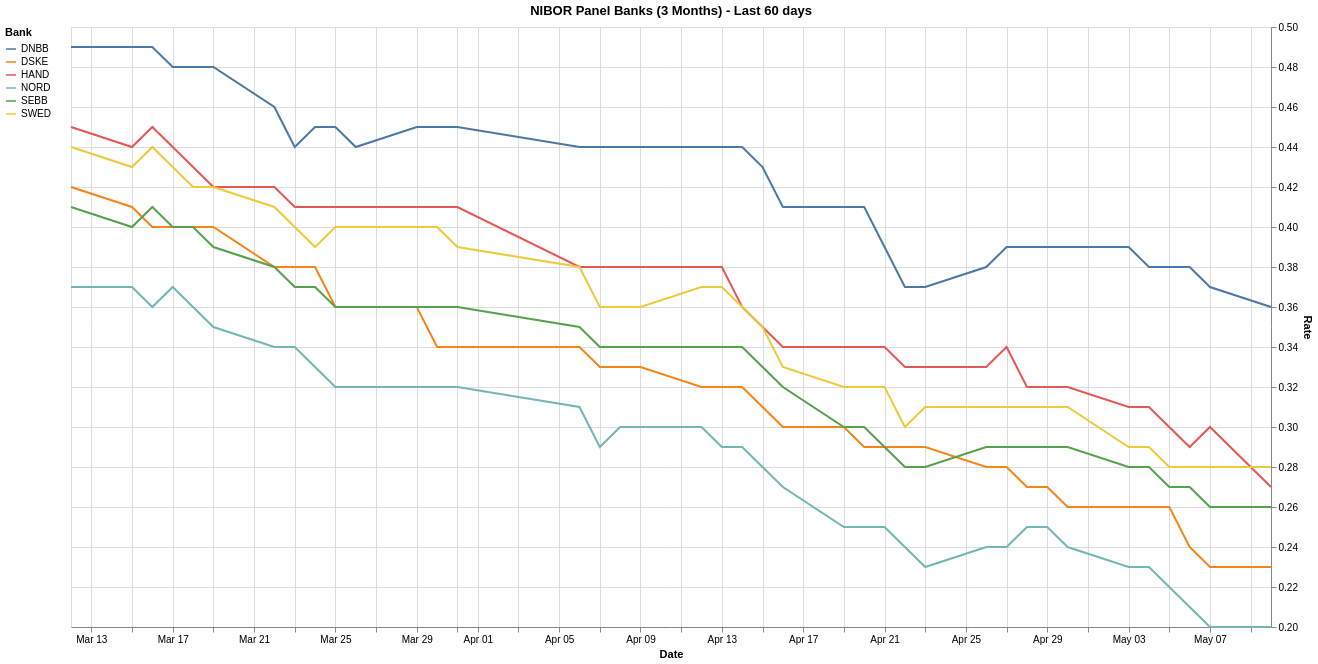 NIBOR Panel Banks (3 Months) - Last 60 days
Bank
DNBB
DSKE
HAND
NORD
SEBB
SWED
0.50
0.48
0.46
0.44
0.42
0.40
0.38
0.36
0.34
0.32
0.30
0.28
0.26
0.24
0.22
0.20
Rate
Mar 13 Mar 17 Mar 21 Mar 25 Mar 29 Apr 01 Apr 05 Apr 09 Apr 13 Apr 17 Apr 21 Apr 25 Apr 29 May 03 May 07
Date